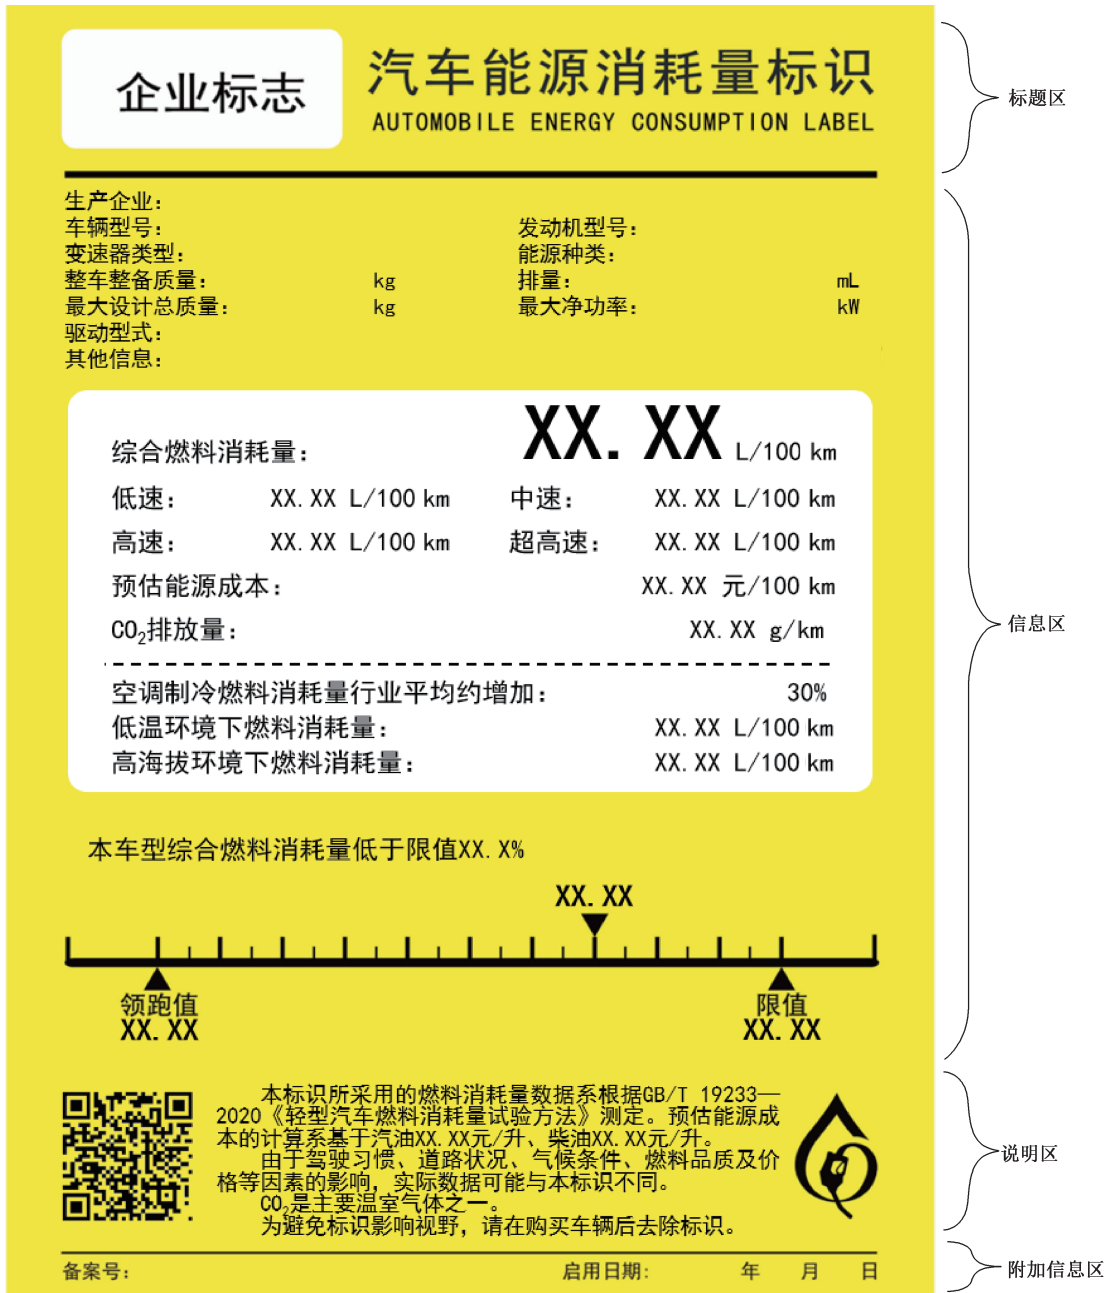 企业标志
汽车能源消耗量标识
AUTOMOBILE ENERGY CONSUMPTION LABEL
标题区
生产企业：
车辆型号： 发动机型号：
变速器类型： 能源种类：
整车整备质量： kg 排量： mL
最大设计总质量： kg 最大净功率： kW
驱动型式：
其他信息：
综合燃料消耗量： XX.XX L/100 km
低速： XX.XX L/100 km 中速： XX.XX L/100 km
高速： XX.XX L/100 km 超高速： XX.XX L/100 km
预估能源成本： XX.XX 元/100 km
CO₂排放量： XX.XX g/km
信息区
空调制冷燃料消耗量行业平均约增加： 30%
低温环境下燃料消耗量： XX.XX L/100 km
高海拔环境下燃料消耗量： XX.XX L/100 km
本车型综合燃料消耗量低于限值XX.X%
XX.XX
领跑值 限值
XX.XX XX.XX
本标识所采用的燃料消耗量数据系根据GB/T 19233—
2020《轻型汽车燃料消耗量试验方法》测定。预估能源成
本的计算系基于汽油XX.XX元/升、柴油XX.XX元/升。
由于驾驶习惯、道路状况、气候条件、燃料品质及价
格等因素的影响，实际数据可能与本标识不同。
CO₂是主要温室气体之一。
为避免标识影响视野，请在购买车辆后去除标识。
说明区
备案号： 启用日期： 年 月 日
附加信息区